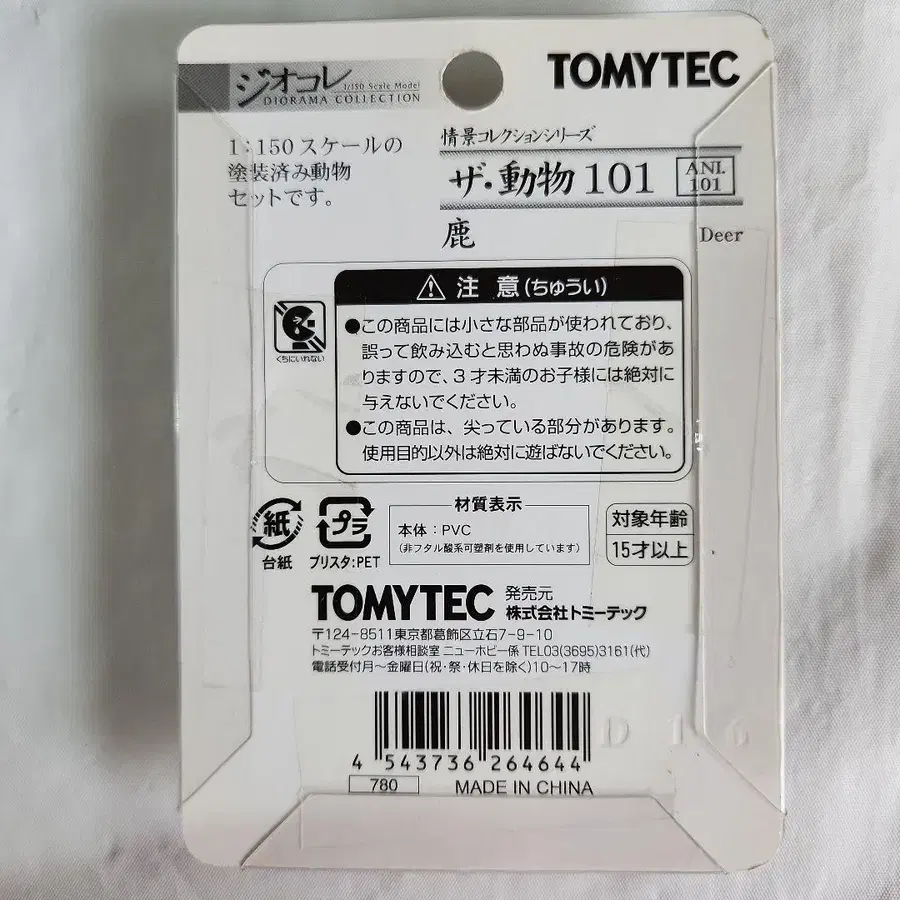 ジオコレ
1/150 Scale Model
DIORAMA COLLECTION
TOMYTEC
1:150スケールの
塗装済み動物
セットです。
情景コレクションシリーズ
ザ・動物101
ANI.
101
鹿
Deer
注 意(ちゅうい)
くちにいれない
●この商品には小さな部品が使われており、
誤って飲み込むと思わぬ事故の危険があ
りますので、3才未満のお子様には絶対に
与えないでください。
●この商品は、尖っている部分があります。
使用目的以外は絶対に遊ばないでください。
紙
台紙
プラ
ブリスタ:PET
材質表示
本体:PVC
(非フタル酸系可塑剤を使用しています)
対象年齢
15才以上
TOMYTEC
発売元
株式会社トミーテック
〒124-8511東京都葛飾区立石7-9-10
トミーテックお客様相談室 ニューホビー係 TEL03(3695)3161(代)
電話受付月～金曜日(祝・祭・休日を除く)10～17時
D 1 6
4 543736 264644
780
MADE IN CHINA